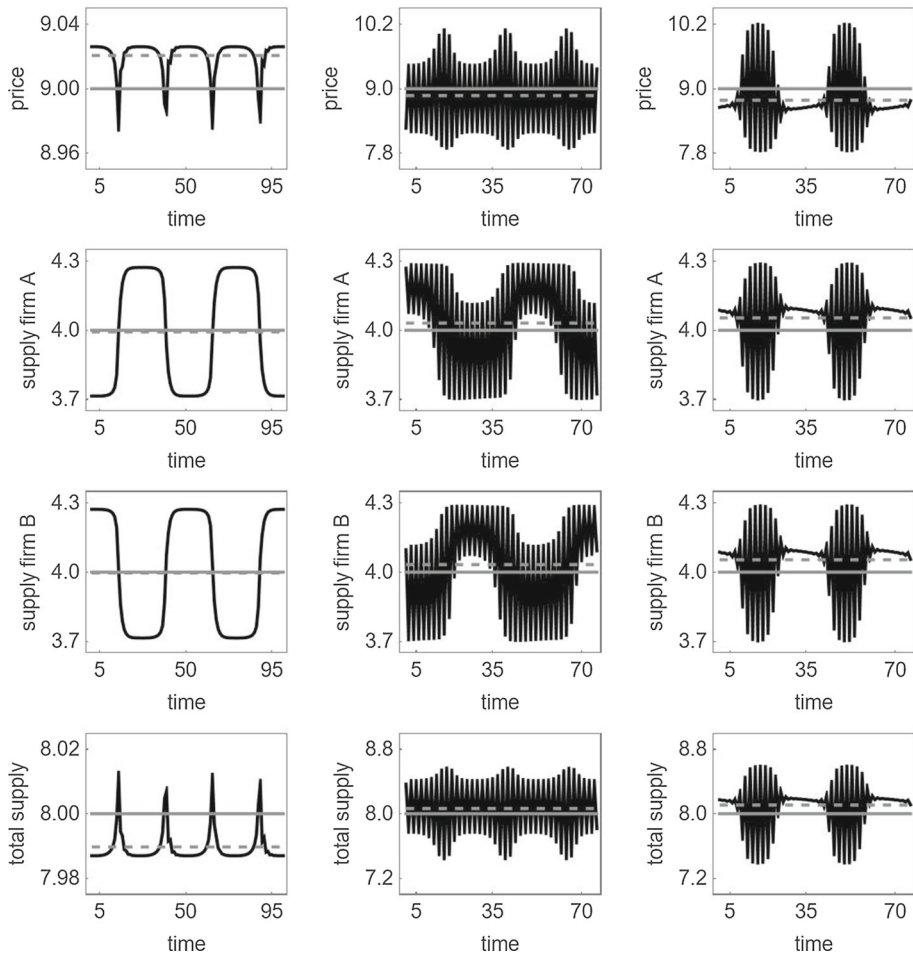 9.04
9.00
8.96
price
5 50 95
time
10.2
9.0
7.8
price
5 35 70
time
10.2
9.0
7.8
price
5 35 70
time
4.3
4.0
3.7
supply firm A
5 50 95
time
4.3
4.0
3.7
supply firm A
5 35 70
time
4.3
4.0
3.7
supply firm A
5 35 70
time
4.3
4.0
3.7
supply firm B
5 50 95
time
4.3
4.0
3.7
supply firm B
5 35 70
time
4.3
4.0
3.7
supply firm B
5 35 70
time
8.02
8.00
7.98
total supply
5 50 95
time
8.8
8.0
7.2
total supply
5 35 70
time
8.8
8.0
7.2
total supply
5 35 70
time